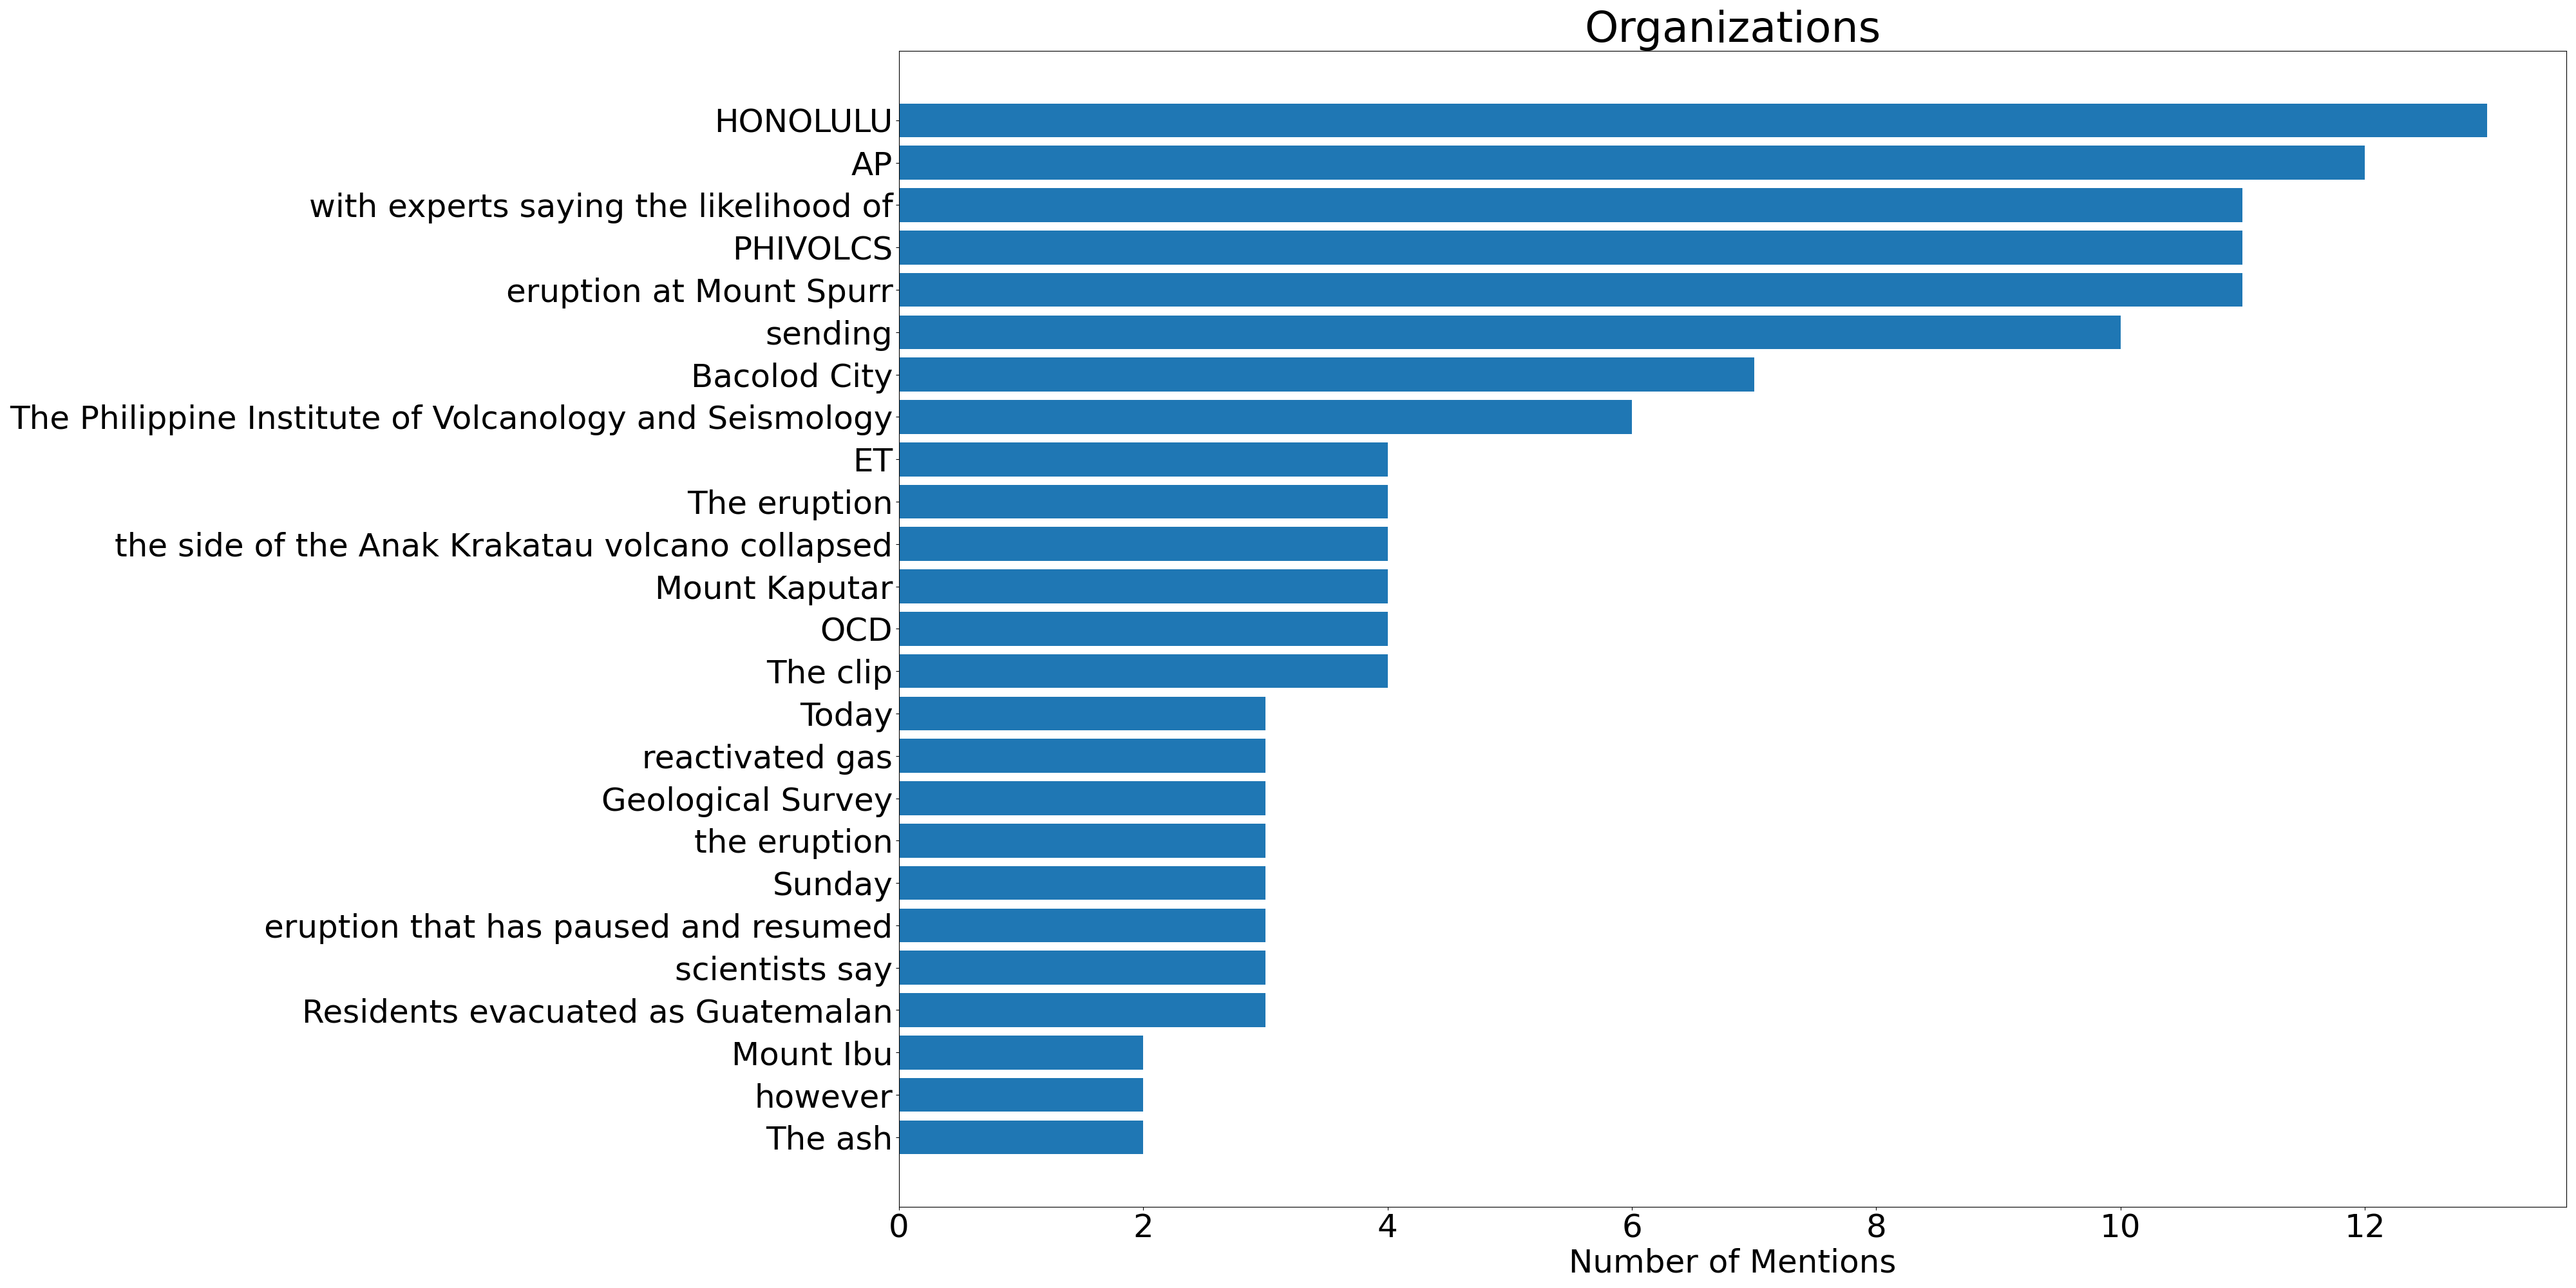 Organizations
HONOLULU
AP
with experts saying the likelihood of
PHIVOLCS
eruption at Mount Spurr
sending
Bacolod City
The Philippine Institute of Volcanology and Seismology
ET
The eruption
the side of the Anak Krakatau volcano collapsed
Mount Kaputar
OCD
The clip
Today
reactivated gas
Geological Survey
the eruption
Sunday
eruption that has paused and resumed
scientists say
Residents evacuated as Guatemalan
Mount Ibu
however
The ash
0 2 4 6 8 10 12
Number of Mentions